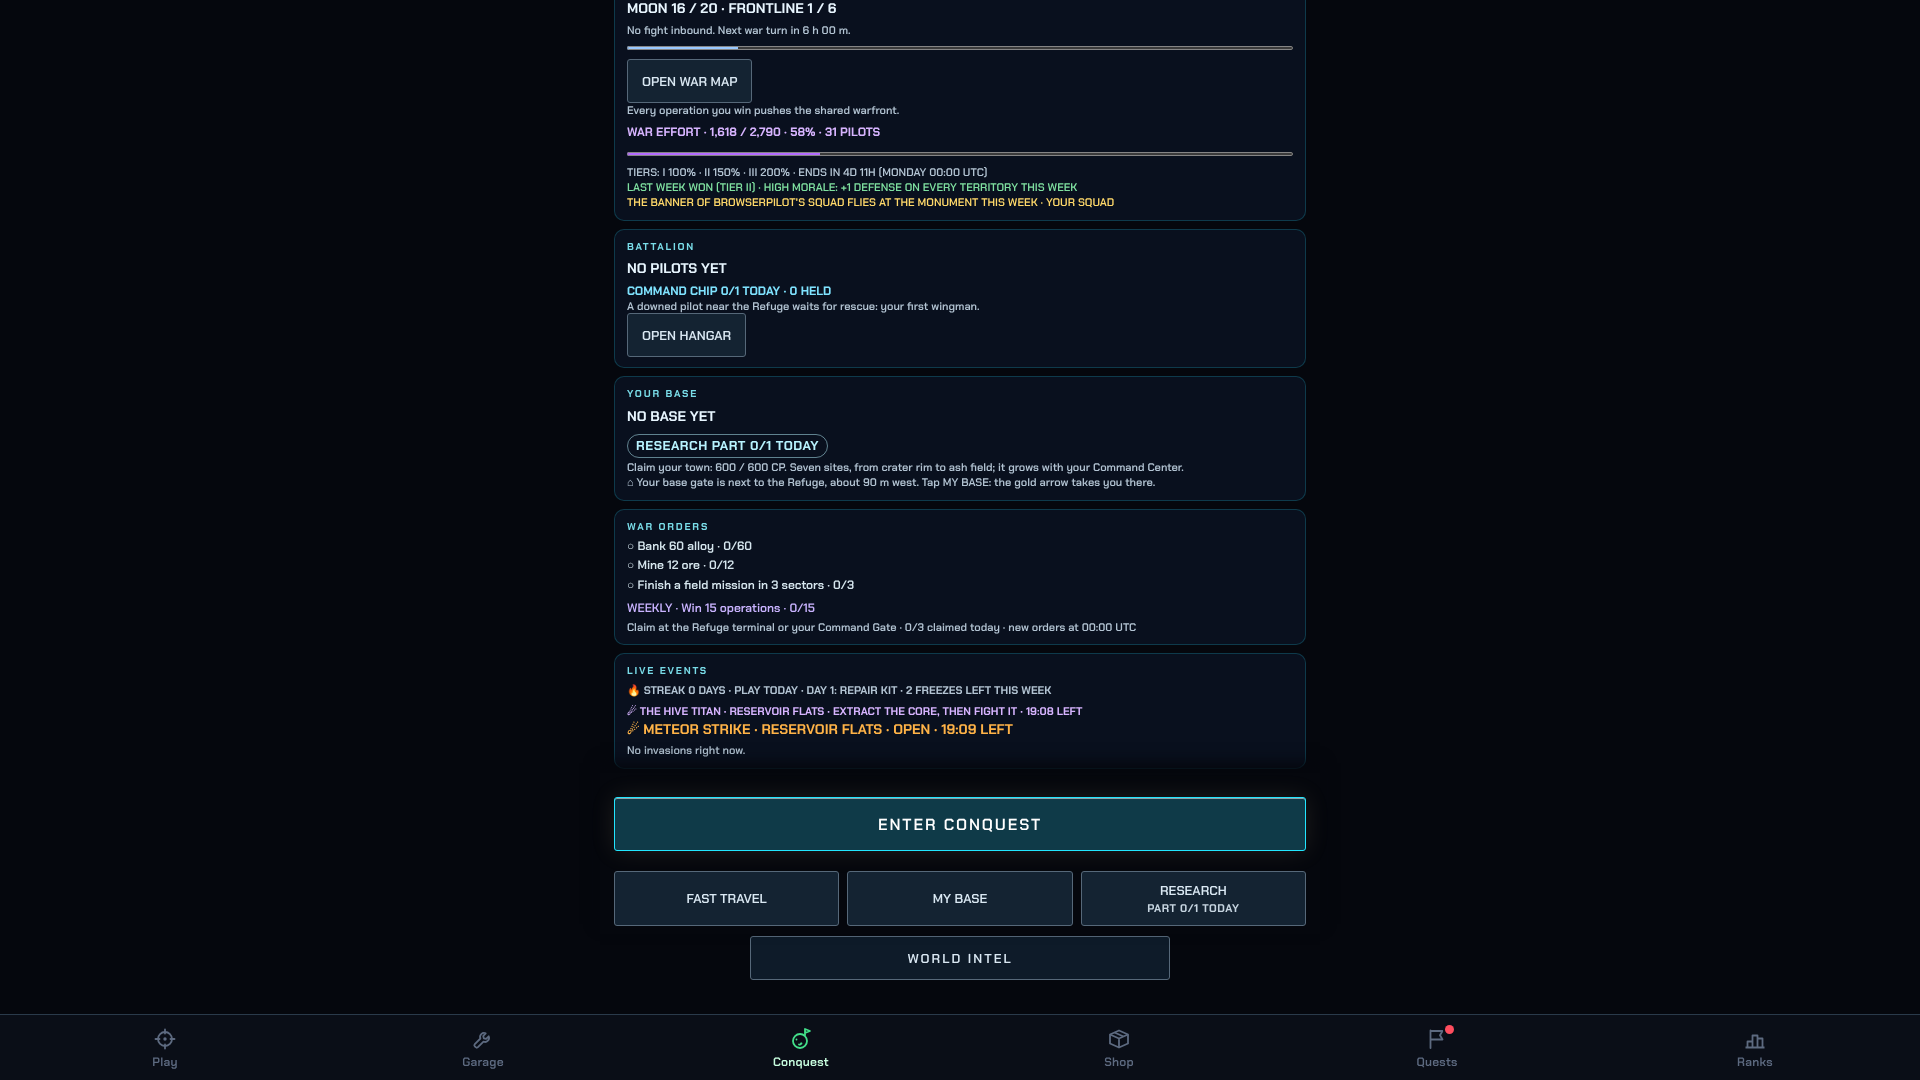 MOON 16 / 20 · FRONTLINE 1 / 6
No fight inbound. Next war turn in 6 h 00 m.
OPEN WAR MAP
Every operation you win pushes the shared warfront.
WAR EFFORT · 1,618 / 2,790 · 58% · 31 PILOTS
TIERS: I 100% · II 150% · III 200% · ENDS IN 4D 11H (MONDAY 00:00 UTC)
LAST WEEK WON (TIER II) · HIGH MORALE: +1 DEFENSE ON EVERY TERRITORY THIS WEEK
THE BANNER OF BROWSERPILOT'S SQUAD FLIES AT THE MONUMENT THIS WEEK · YOUR SQUAD
BATTALION
NO PILOTS YET
COMMAND CHIP 0/1 TODAY · 0 HELD
A downed pilot near the Refuge waits for rescue: your first wingman.
OPEN HANGAR
YOUR BASE
NO BASE YET
RESEARCH PART 0/1 TODAY
Claim your town: 600 / 600 CP. Seven sites, from crater rim to ash field; it grows with your Command Center.
⌂ Your base gate is next to the Refuge, about 90 m west. Tap MY BASE: the gold arrow takes you there.
WAR ORDERS
○ Bank 60 alloy · 0/60
○ Mine 12 ore · 0/12
○ Finish a field mission in 3 sectors · 0/3
WEEKLY · Win 15 operations · 0/15
Claim at the Refuge terminal or your Command Gate · 0/3 claimed today · new orders at 00:00 UTC
LIVE EVENTS
🔥 STREAK 0 DAYS · PLAY TODAY · DAY 1: REPAIR KIT · 2 FREEZES LEFT THIS WEEK
☄ THE HIVE TITAN · RESERVOIR FLATS · EXTRACT THE CORE, THEN FIGHT IT · 19:08 LEFT
☄ METEOR STRIKE · RESERVOIR FLATS · OPEN · 19:09 LEFT
No invasions right now.
ENTER CONQUEST
FAST TRAVEL
MY BASE
RESEARCH
PART 0/1 TODAY
WORLD INTEL
Play
Garage
Conquest
Shop
Quests
Ranks